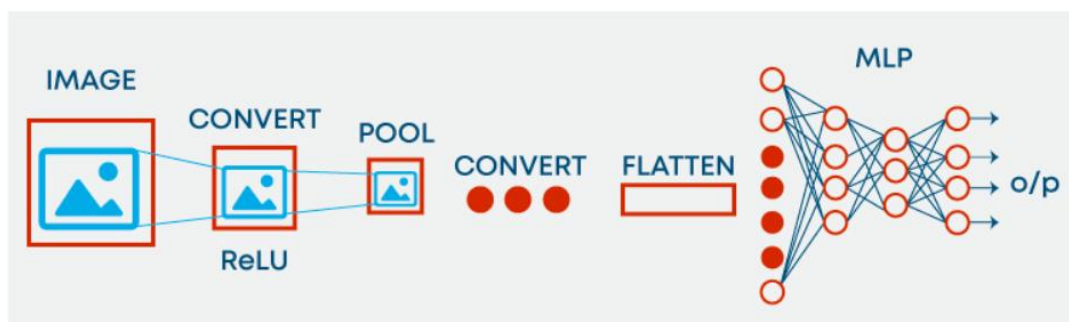 IMAGE
CONVERT
ReLU
POOL
CONVERT
FLATTEN
MLP
o/p